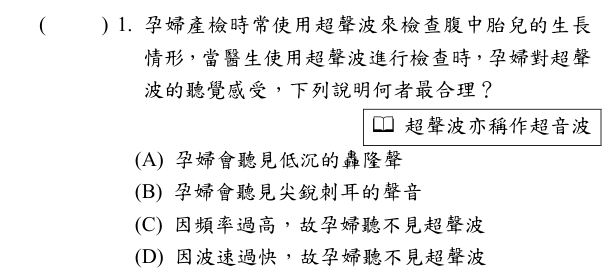 (　　) 1. 孕婦產檢時常使用超聲波來檢查腹中胎兒的生長
情形，當醫生使用超聲波進行檢查時，孕婦對超聲
波的聽覺感受，下列說明何者最合理？
超聲波亦稱作超音波
(A) 孕婦會聽見低沉的轟隆聲
(B) 孕婦會聽見尖銳刺耳的聲音
(C) 因頻率過高，故孕婦聽不見超聲波
(D) 因波速過快，故孕婦聽不見超聲波